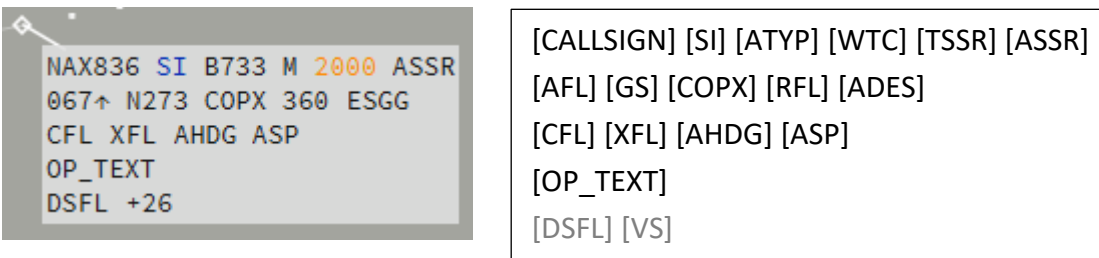 NAX836 SI B733 M 2000 ASSR
067↑ N273 COPX 360 ESGG
CFL XFL AHDG ASP
OP_TEXT
DSFL +26
[CALLSIGN] [SI] [ATYP] [WTC] [TSSR] [ASSR]
[AFL] [GS] [COPX] [RFL] [ADES]
[CFL] [XFL] [AHDG] [ASP]
[OP_TEXT]
[DSFL] [VS]